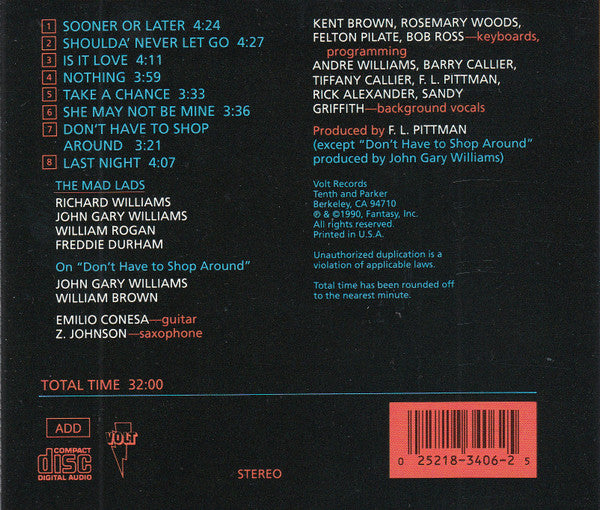 1 SOONER OR LATER 4:24
2 SHOULDA' NEVER LET GO 4:27
3 IS IT LOVE 4:11
4 NOTHING 3:59
5 TAKE A CHANCE 3:33
6 SHE MAY NOT BE MINE 3:36
7 DON'T HAVE TO SHOP
AROUND 3:21
8 LAST NIGHT 4:07
THE MAD LADS
RICHARD WILLIAMS
JOHN GARY WILLIAMS
WILLIAM ROGAN
FREDDIE DURHAM
On "Don't Have to Shop Around"
JOHN GARY WILLIAMS
WILLIAM BROWN
EMILIO CONESA—guitar
Z. JOHNSON—saxophone
KENT BROWN, ROSEMARY WOODS,
FELTON PILATE, BOB ROSS—keyboards,
programming
ANDRE WILLIAMS, BARRY CALLIER,
TIFFANY CALLIER, F. L. PITTMAN,
RICK ALEXANDER, SANDY
GRIFFITH—background vocals
Produced by F. L. PITTMAN
(except "Don't Have to Shop Around"
produced by John Gary Williams)
Volt Records
Tenth and Parker
Berkeley, CA 94710
℗ & ©1990, Fantasy, Inc.
All rights reserved.
Printed in U.S.A.
Unauthorized duplication is a
violation of applicable laws.
Total time has been rounded off
to the nearest minute.
TOTAL TIME 32:00
ADD
COMPACT
disc
DIGITAL AUDIO
VOLT
STEREO
0 25218-3406-2 5